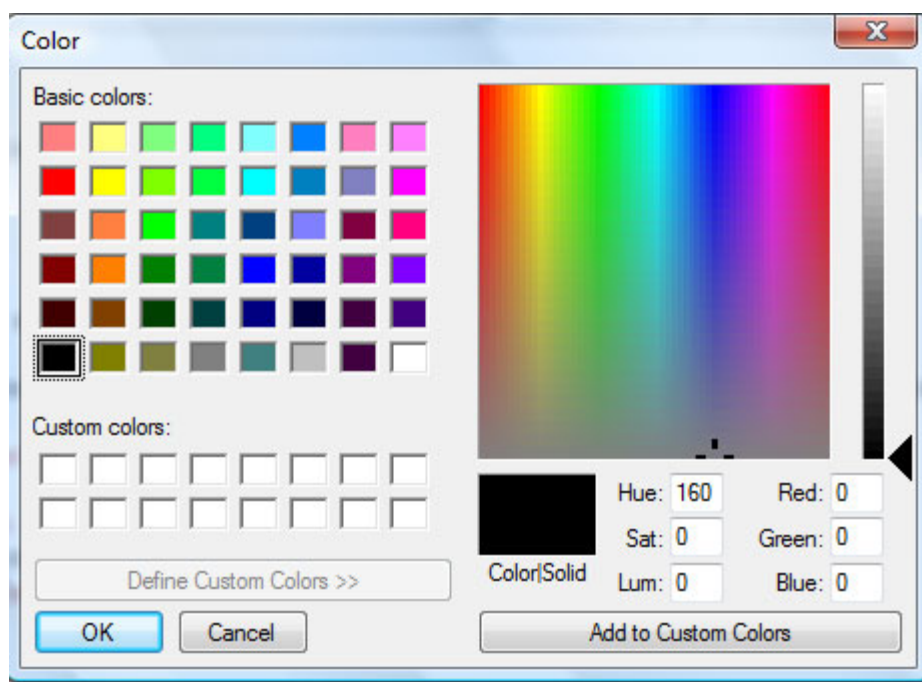 Color
Basic colors:
Custom colors:
Define Custom Colors >>
OK Cancel
Color|Solid
Hue: 160 Red: 0
Sat: 0 Green: 0
Lum: 0 Blue: 0
Add to Custom Colors